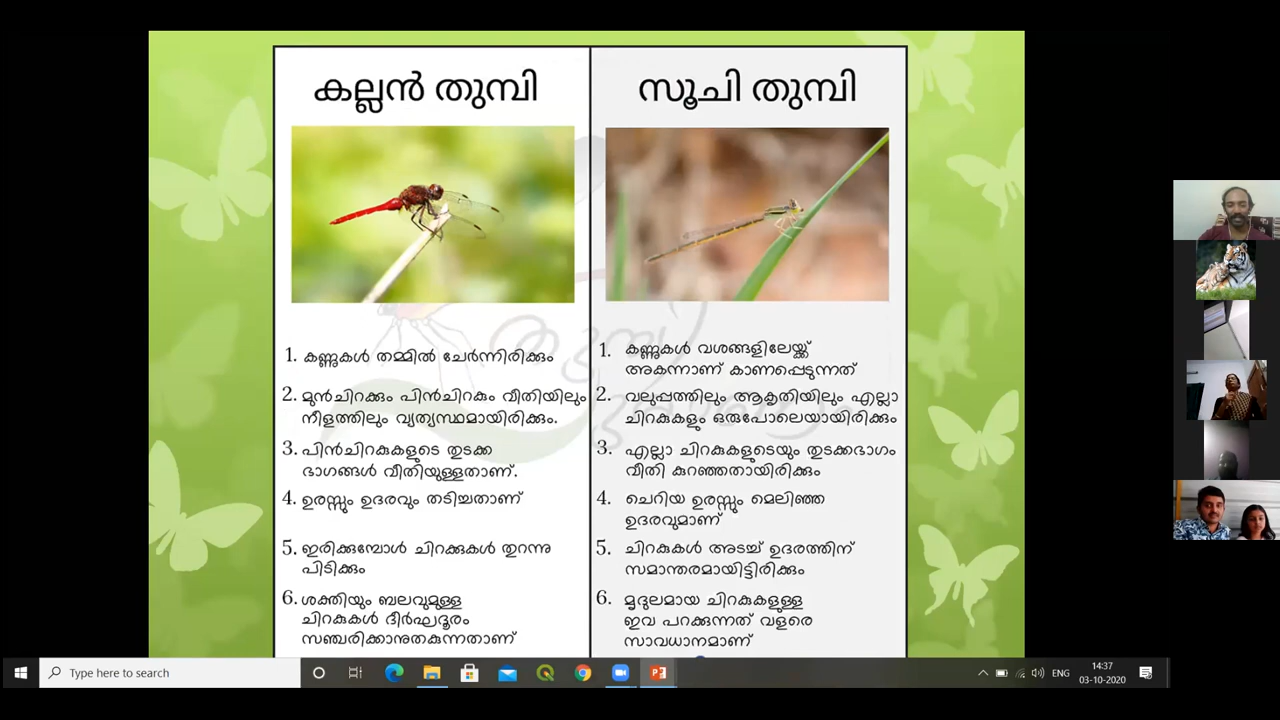 കല്ലൻ തുമ്പി
1. കണ്ണുകൾ തമ്മിൽ ചേർന്നിരിക്കും
2. മുൻചിറക്കും പിൻചിറകും വീതിയിലും
നീളത്തിലും വ്യത്യസ്ഥമായിരിക്കും.
3. പിൻചിറകുകളുടെ തുടക്ക
ഭാഗങ്ങൾ വീതിയുള്ളതാണ്.
4. ഉരസ്സും ഉദരവും തടിച്ചതാണ്
5. ഇരിക്കുമ്പോൾ ചിറക്കുകൾ തുറന്നു
പിടിക്കും
6. ശക്തിയും ബലവുമുള്ള
ചിറകുകൾ ദീർഘദൂരം
സഞ്ചരിക്കാനുതകുന്നതാണ്
സൂചി തുമ്പി
1. കണ്ണുകൾ വശങ്ങളിലേയ്ക്ക്
അകന്നാണ് കാണപ്പെടുന്നത്
2. വലുപ്പത്തിലും ആകൃതിയിലും എല്ലാ
ചിറകുകളും ഒരുപോലെയായിരിക്കും
3. എല്ലാ ചിറകുകളുടെയും തുടക്കഭാഗം
വീതി കുറഞ്ഞതായിരിക്കും
4. ചെറിയ ഉരസ്സും മെലിഞ്ഞ
ഉദരവുമാണ്
5. ചിറകുകൾ അടച്ച് ഉദരത്തിന്
സമാന്തരമായിട്ടിരിക്കും
6. മൃദുലമായ ചിറകുകളുള്ള
ഇവ പറക്കുന്നത് വളരെ
സാവധാനമാണ്
തുമ്പി
Type here to search
ENG
14:37
03-10-2020